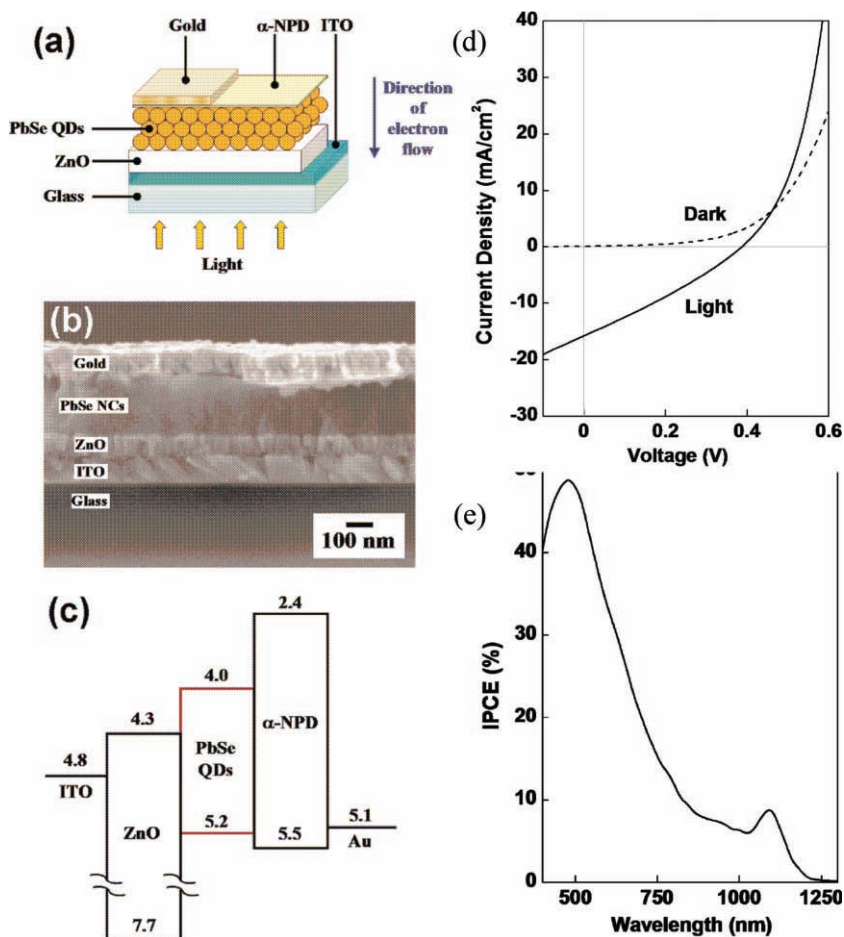 (a)
Gold
α-NPD
ITO
PbSe QDs
ZnO
Glass
Direction
of
electron
flow
Light
(b)
Gold
PbSe NCs
ZnO
ITO
Glass
100 nm
(c)
4.8
ITO
4.3
ZnO
7.7
4.0
PbSe
QDs
5.2
2.4
α-NPD
5.5
5.1
Au
(d)
Current Density (mA/cm²)
40
30
20
10
0
-10
-20
-30
Dark
Light
0
0.2
0.4
0.6
Voltage (V)
(e)
IPCE (%)
40
30
20
10
0
500
750
1000
1250
Wavelength (nm)